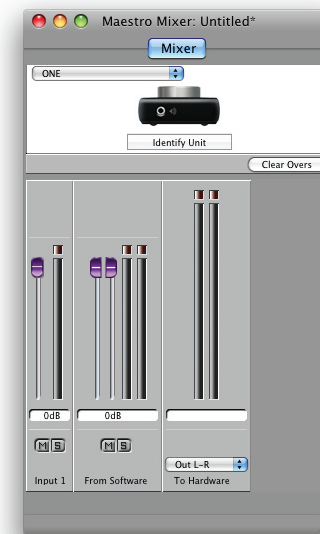 Maestro Mixer: Untitled*
Mixer
ONE
Identify Unit
Clear Overs
0dB 0dB
M S M S
Out L-R
Input 1 From Software To Hardware